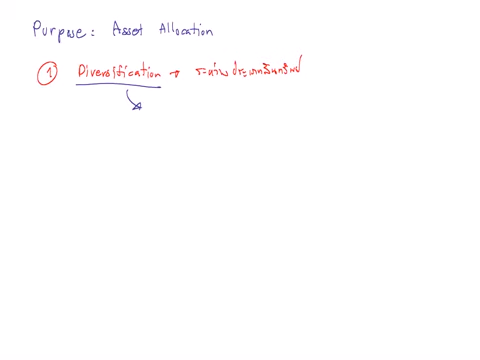 Purpose: Asset Allocation
① Diversification → ระหว่างประเภทสินทรัพย์